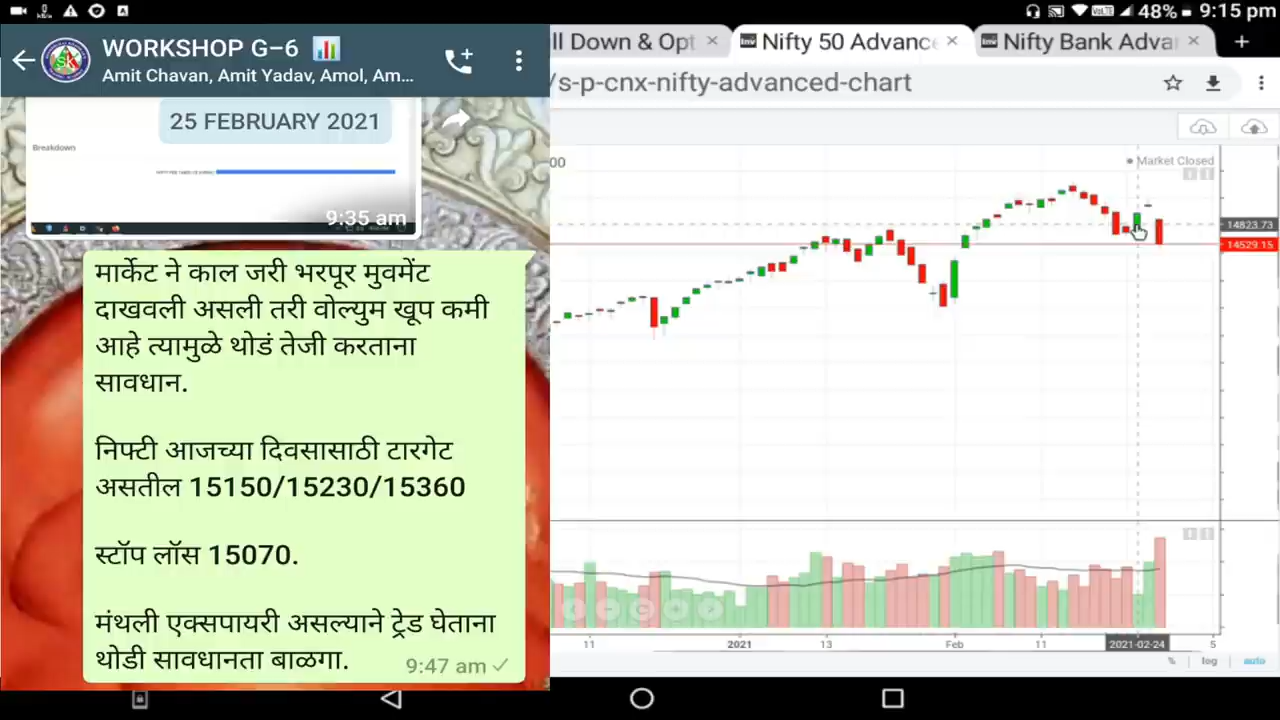 48% 9:15 pm
WORKSHOP G–6
Amit Chavan, Amit Yadav, Amol, Am...
25 FEBRUARY 2021
Breakdown
9:35 am
मार्केट ने काल जरी भरपूर मुवमेंट
दाखवली असली तरी वोल्युम खूप कमी
आहे त्यामुळे थोडं तेजी करताना
सावधान.
निफ्टी आजच्या दिवसासाठी टारगेट
असतील 15150/15230/15360
स्टॉप लॉस 15070.
मंथली एक्सपायरी असल्याने ट्रेड घेताना
थोडी सावधानता बाळगा.
9:47 am
ll Down & Opt
Nifty 50 Advance
Nifty Bank Adva
/s-p-cnx-nifty-advanced-chart
00
Market Closed
14823.73
14529.15
11 2021 13 Feb 11 2021-02-24 5
% log auto